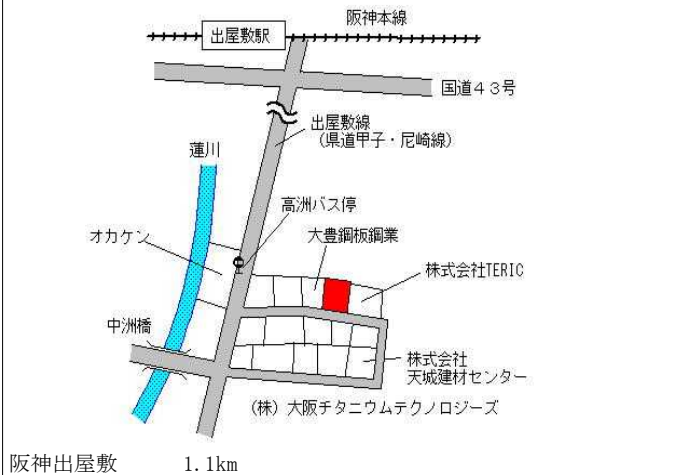 阪神本線
出屋敷駅
国道43号
出屋敷線
(県道甲子・尼崎線)
蓮川
高洲バス停
オカケン
大豊鋼板鋼業
株式会社TERIC
中洲橋
株式会社
天城建材センター
(株)大阪チタニウムテクノロジーズ
阪神出屋敷 1.1km